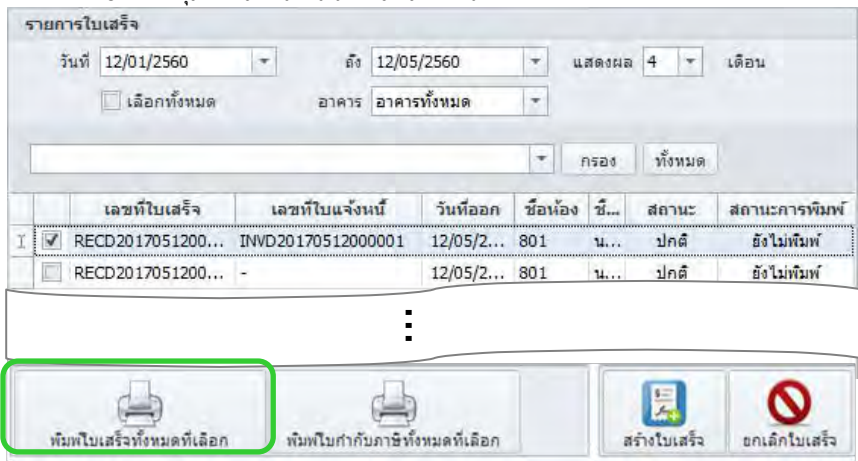 รายการใบเสร็จ
วันที่ 12/01/2560 ถึง 12/05/2560 แสดงผล 4 เดือน
เลือกทั้งหมด อาคาร อาคารทั้งหมด
กรอง ทั้งหมด
เลขที่ใบเสร็จ เลขที่ใบแจ้งหนี้ วันที่ออก ชื่อห้อง ชื่... สถานะ สถานะการพิมพ์
RECD2017051200... INVD20170512000001 12/05/2... 801 น... ปกติ ยังไม่พิมพ์
RECD2017051200... - 12/05/2... 801 น... ปกติ ยังไม่พิมพ์
พิมพ์ใบเสร็จทั้งหมดที่เลือก พิมพ์ใบกำกับภาษีทั้งหมดที่เลือก สร้างใบเสร็จ ยกเลิกใบเสร็จ